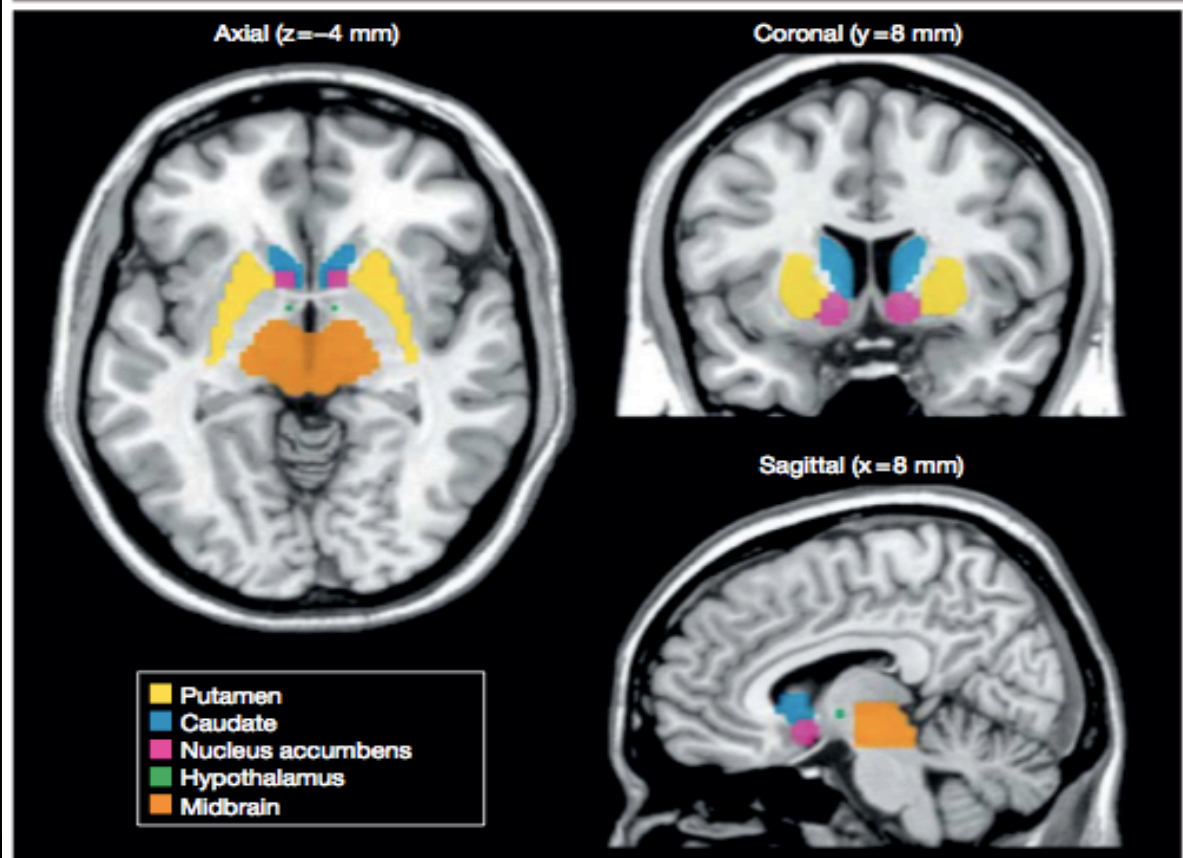 Axial (z=–4 mm)
Coronal (y=8 mm)
Sagittal (x=8 mm)
Putamen
Caudate
Nucleus accumbens
Hypothalamus
Midbrain